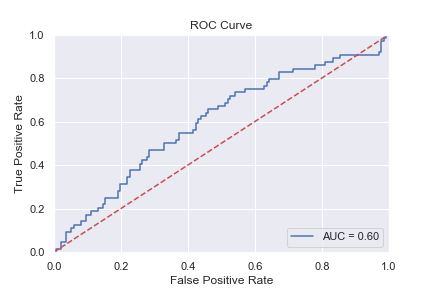 ROC Curve
1.0
0.8
0.6
0.4
0.2
0.0
True Positive Rate
AUC = 0.60
0.0 0.2 0.4 0.6 0.8 1.0
False Positive Rate